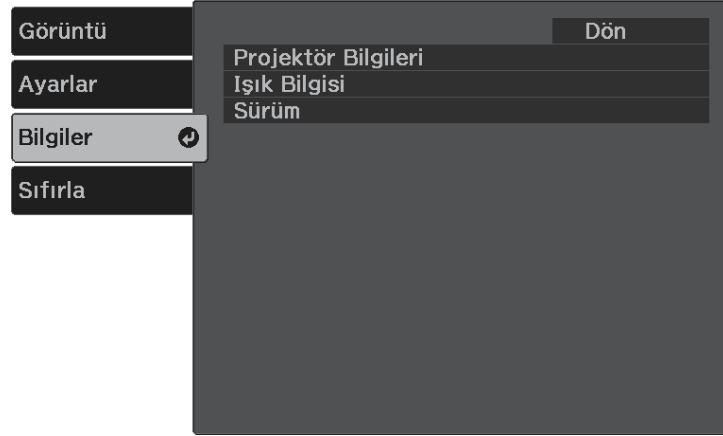 Görüntü
Ayarlar
Bilgiler
Sıfırla
Dön
Projektör Bilgileri
Işık Bilgisi
Sürüm